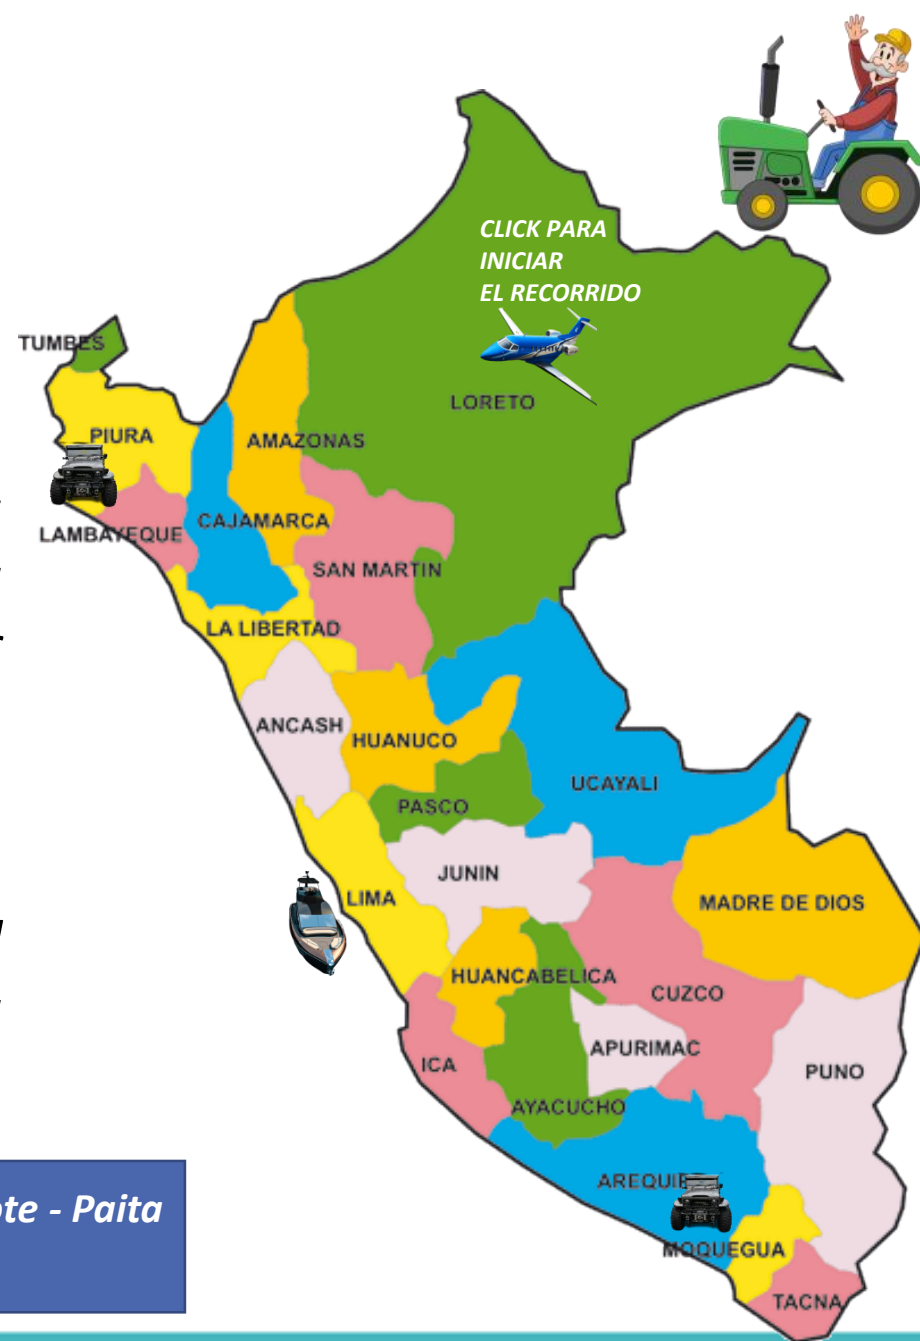 CLICK PARA
INICIAR
EL RECORRIDO
TUMBES
LORETO
PIURA
AMAZONAS
LAMBAYEQUE
CAJAMARCA
SAN MARTIN
LA LIBERTAD
ANCASH
HUANUCO
UCAYALI
PASCO
JUNIN
LIMA
MADRE DE DIOS
HUANCABELICA
CUZCO
ICA
APURIMAC
PUNO
AYACUCHO
MOQUEGUA
TACNA
- Paita